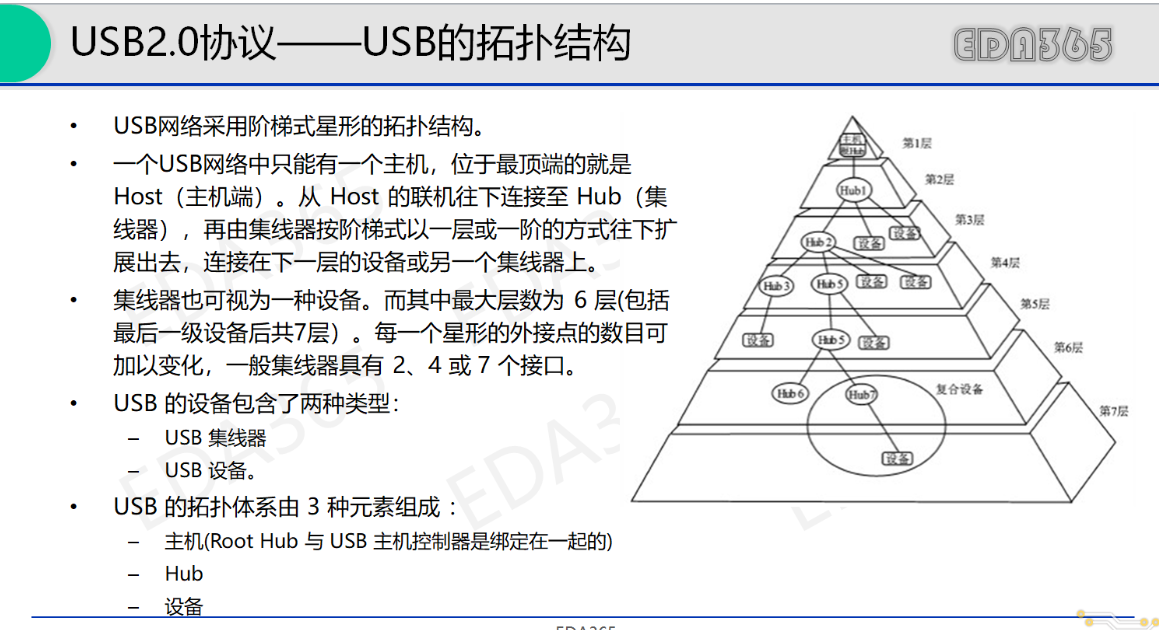 USB2.0协议——USB的拓扑结构
EDA365
• USB网络采用阶梯式星形的拓扑结构。
• 一个USB网络中只能有一个主机，位于最顶端的就是
Host（主机端）。从 Host 的联机往下连接至 Hub（集
线器），再由集线器按阶梯式以一层或一阶的方式往下扩
展出去，连接在下一层的设备或另一个集线器上。
• 集线器也可视为一种设备。而其中最大层数为 6 层(包括
最后一级设备后共7层）。每一个星形的外接点的数目可
加以变化，一般集线器具有 2、4 或 7 个接口。
• USB 的设备包含了两种类型：
– USB 集线器
– USB 设备。
• USB 的拓扑体系由 3 种元素组成 ：
– 主机(Root Hub 与 USB 主机控制器是绑定在一起的)
– Hub
– 设备
主机
根Hub
第1层
Hub1
第2层
Hub 2
设备
设备
第3层
Hub 3
Hub 5
设备
设备
第4层
设备
Hub 5
设备
第5层
Hub 6
Hub7
复合设备
第6层
设备
第7层
EDA365
EDA365
EDA365
EDA365